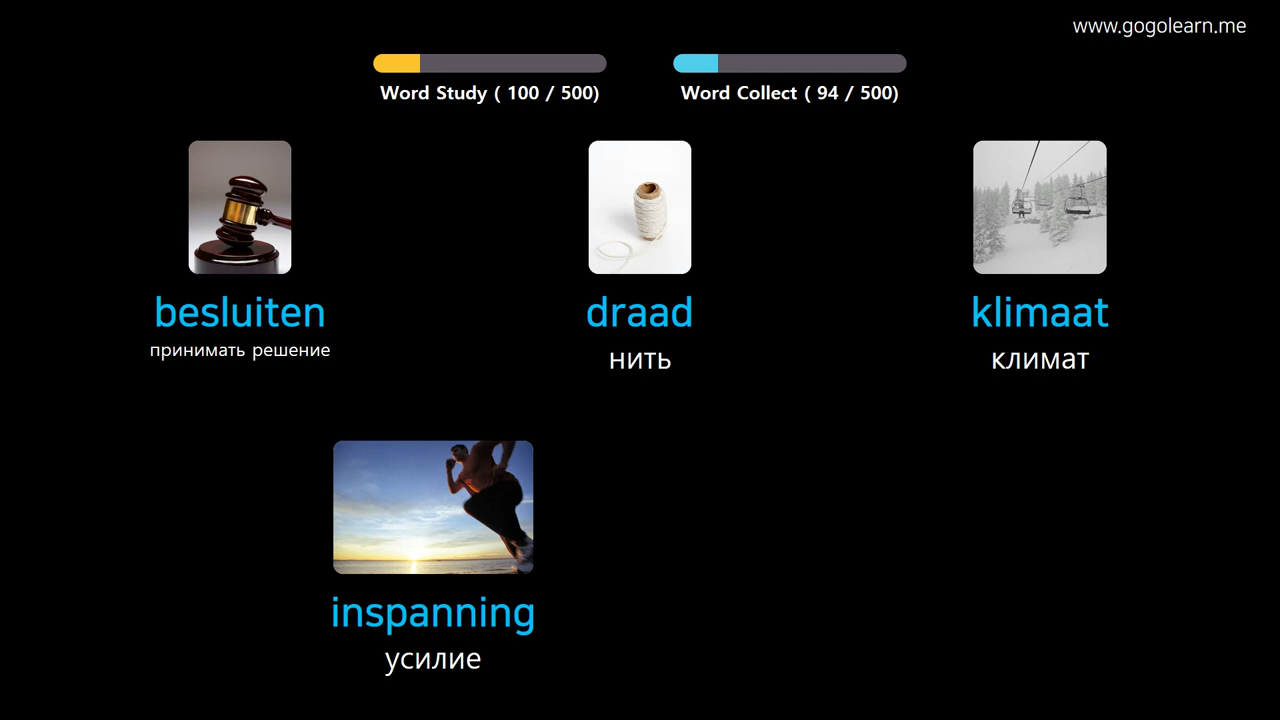 www.gogolearn.me
Word Study ( 100 / 500)
Word Collect ( 94 / 500)
besluiten
принимать решение
draad
нить
klimaat
климат
inspanning
усилие